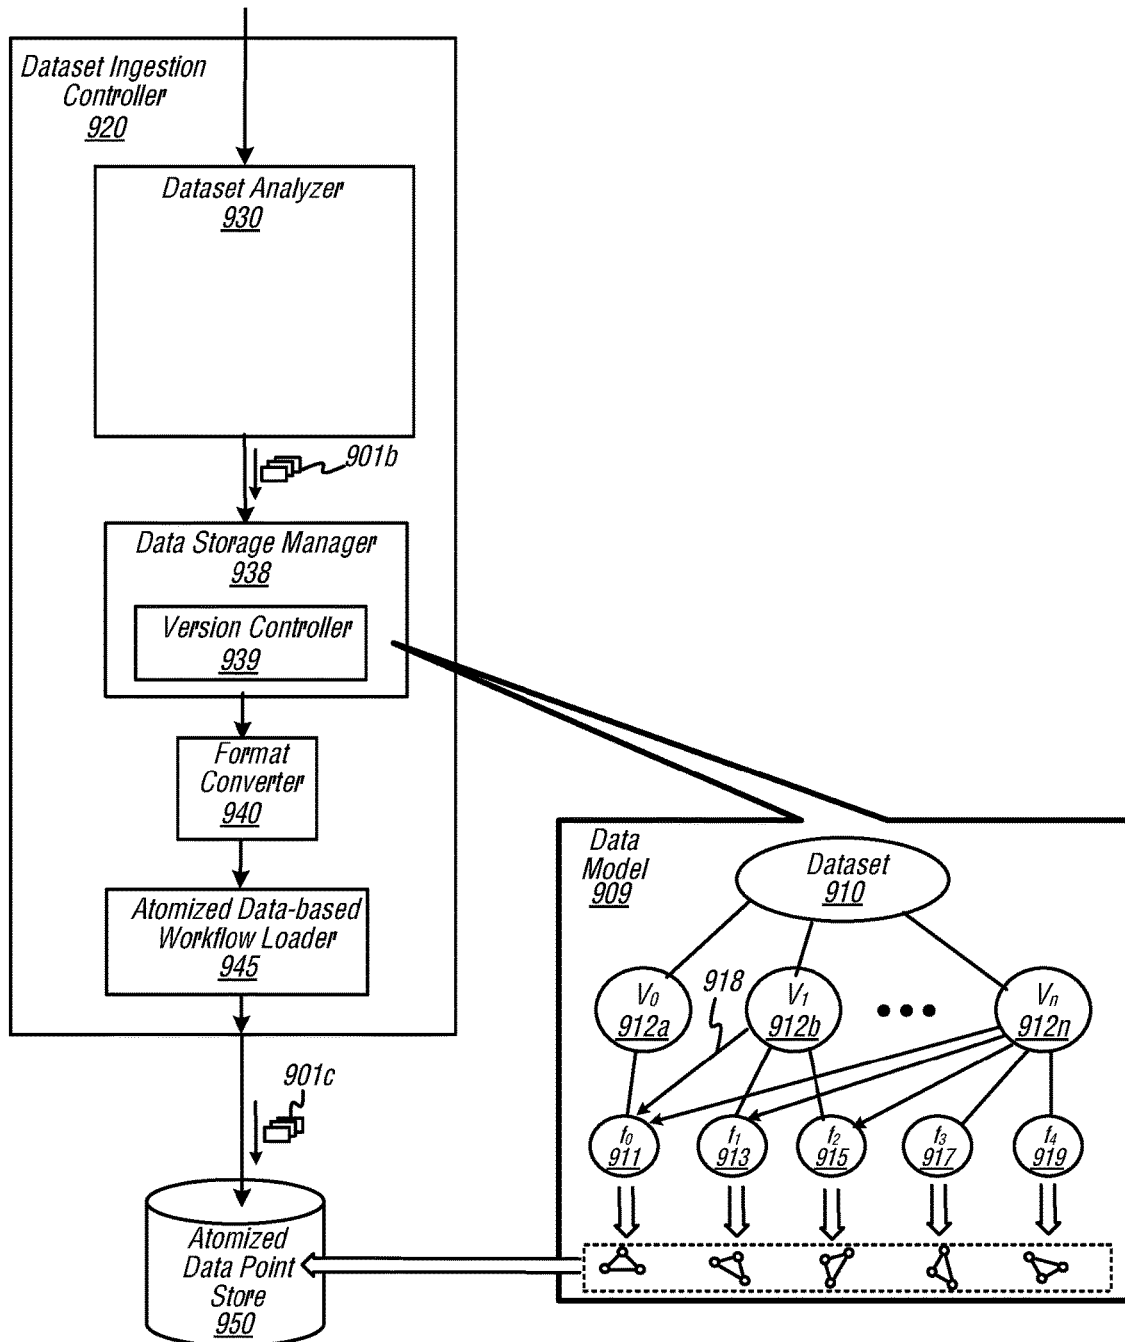 Dataset Ingestion
Controller
920
Dataset Analyzer
930
901b
Data Storage Manager
938
Version Controller
939
Format
Converter
940
Atomized Data-based
Workflow Loader
945
901c
Atomized
Data Point
Store
950
Data
Model
909
Dataset
910
918
V0
912a
V1
912b
Vn
912n
f0
911
f1
913
f2
915
f3
917
f4
919